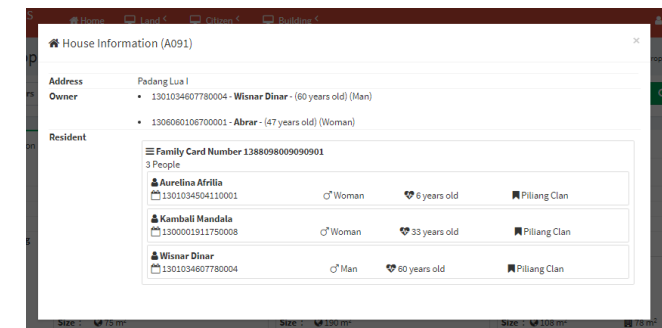 Home Land < Citizen < Building <
House Information (A091) ×
Address Padang Lua I
Owner • 1301034607780004 - Wisnar Dinar - (60 years old) (Man)
• 1306060106700001 - Abrar - (47 years old) (Woman)
Resident
Family Card Number 1388098009090901
3 People
Aurelina Afrilia
1301034504110001 Woman 6 years old Piliang Clan
Kambali Mandala
1300001911750008 Woman 33 years old Piliang Clan
Wisnar Dinar
1301034607780004 Man 60 years old Piliang Clan
Size : 75 m² Size : 190 m² Size : 108 m² 78 m²